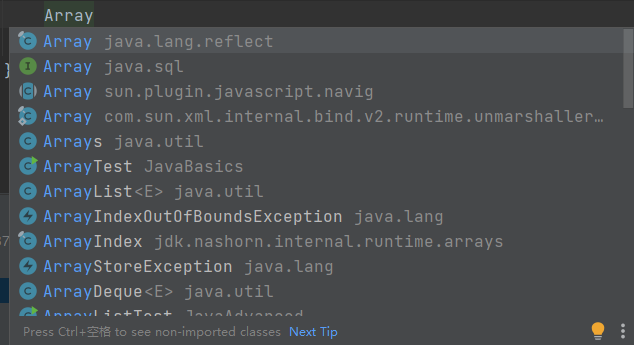 Array
Array java.lang.reflect
Array java.sql
}
Array sun.plugin.javascript.navig
Array com.sun.xml.internal.bind.v2.runtime.unmarshaller…
Arrays java.util
ArrayTest JavaBasics
ArrayList<E> java.util
ArrayIndexOutOfBoundsException java.lang
ArrayIndex jdk.nashorn.internal.runtime.arrays
ArrayStoreException java.lang
ArrayDeque<E> java.util
ArrayListTest JavaAdvanced
Press Ctrl+空格 to see non-imported classes Next Tip